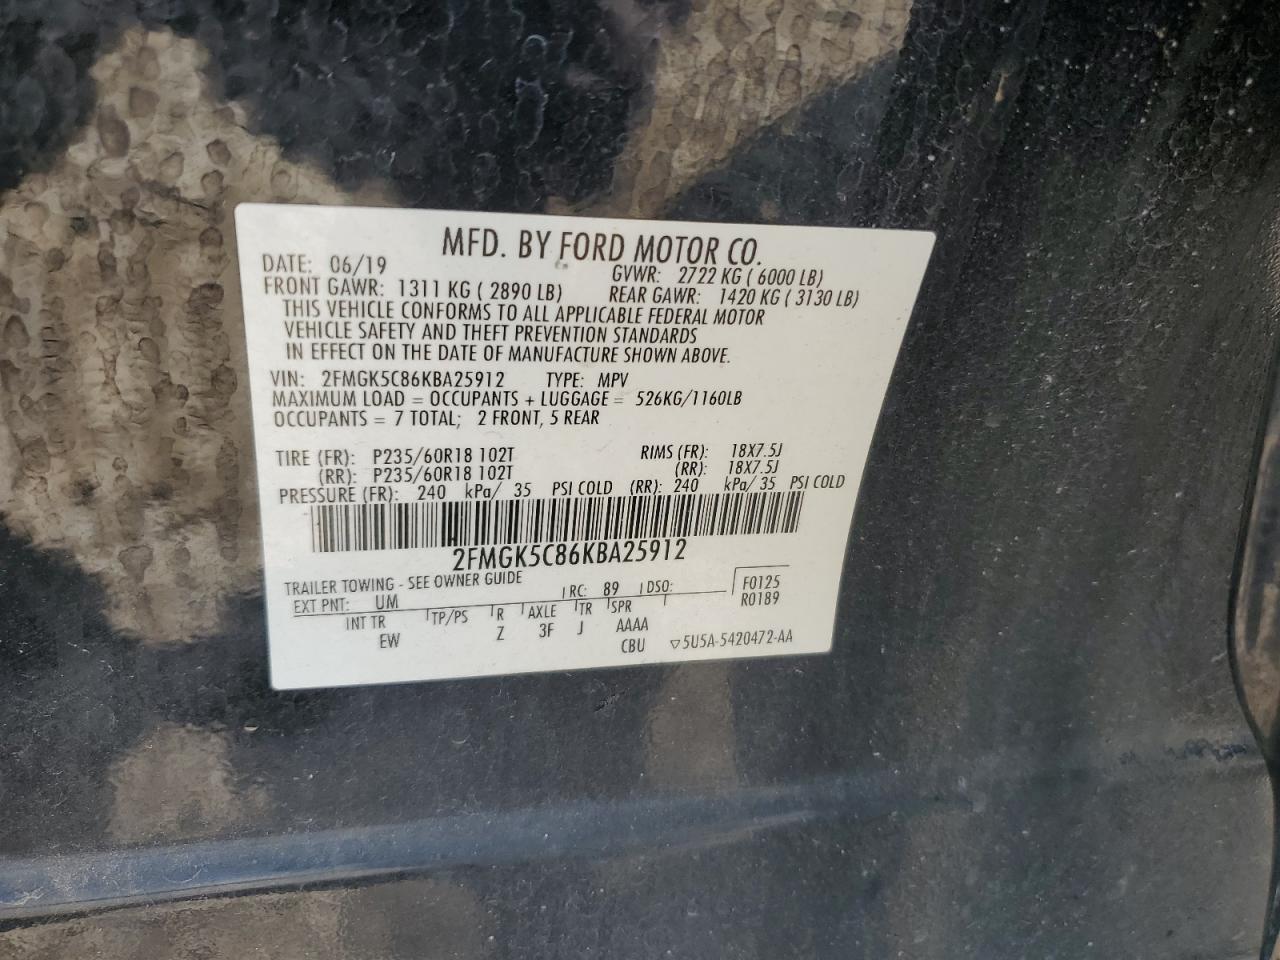 MFD. BY FORD MOTOR CO.
DATE: 06/19 GVWR: 2722 KG ( 6000 LB)
FRONT GAWR: 1311 KG ( 2890 LB) REAR GAWR: 1420 KG ( 3130 LB)
THIS VEHICLE CONFORMS TO ALL APPLICABLE FEDERAL MOTOR
VEHICLE SAFETY AND THEFT PREVENTION STANDARDS
IN EFFECT ON THE DATE OF MANUFACTURE SHOWN ABOVE.
VIN: 2FMGK5C86KBA25912 TYPE: MPV
MAXIMUM LOAD = OCCUPANTS + LUGGAGE = 526KG/1160LB
OCCUPANTS = 7 TOTAL; 2 FRONT, 5 REAR
TIRE (FR): P235/60R18 102T RIMS (FR): 18X7.5J
(RR): P235/60R18 102T (RR): 18X7.5J
PRESSURE (FR): 240 kPa/ 35 PSI COLD (RR): 240 kPa/ 35 PSI COLD
2FMGK5C86KBA25912
TRAILER TOWING - SEE OWNER GUIDE
EXT PNT: UM RC: 89 DSO: F0125
R0189
INT TR TP/PS R AXLE TR SPR
EW Z 3F J AAAA
CBU ▽5U5A-5420472-AA